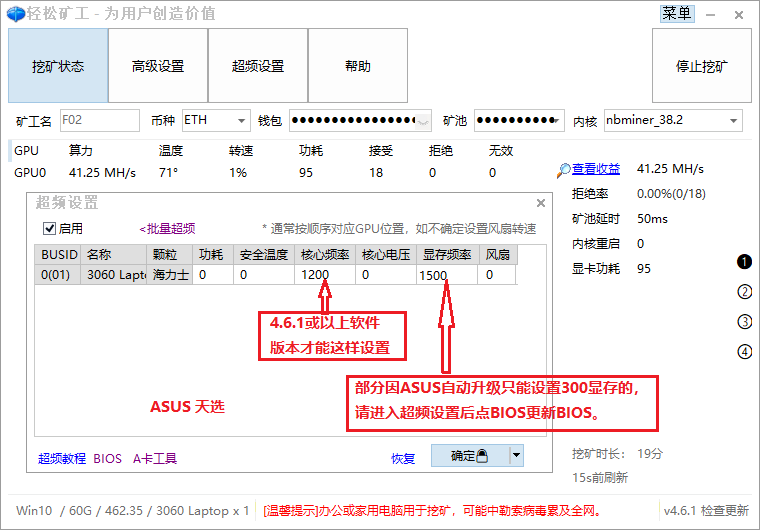 轻松矿工 - 为用户创造价值 菜单
挖矿状态 高级设置 超频设置 帮助 停止挖矿
矿工名 F02 币种 ETH 钱包 ●●●●●●●●●●●●●●●● 矿池 ●●●●●●●●●● 内核 nbminer_38.2
GPU 算力 温度 转速 功耗 接受 拒绝 无效
GPU0 41.25 MH/s 71° 1% 95 18 0 0
查看收益 41.25 MH/s
拒绝率 0.00%(0/18)
矿池延时 50ms
内核重启 0
显卡功耗 95
1
2
3
4
超频设置
启用 <批量超频 * 通常按顺序对应GPU位置，如不确定设置风扇转速
BUSID 名称 颗粒 功耗 安全温度 核心频率 核心电压 显存频率 风扇
0(01) 3060 Lapt 海力士 0 0 1200 0 1500 0
4.6.1或以上软件
版本才能这样设置
部分因ASUS自动升级只能设置300显存的，
请进入超频设置后点BIOS更新BIOS。
ASUS 天选
超频教程 BIOS A卡工具 恢复 确定
挖矿时长： 19分
15s前刷新
Win10 / 60G / 462.35 / 3060 Laptop x 1 [温馨提示]办公或家用电脑用于挖矿，可能中勒索病毒累及全网。 v4.6.1 检查更新